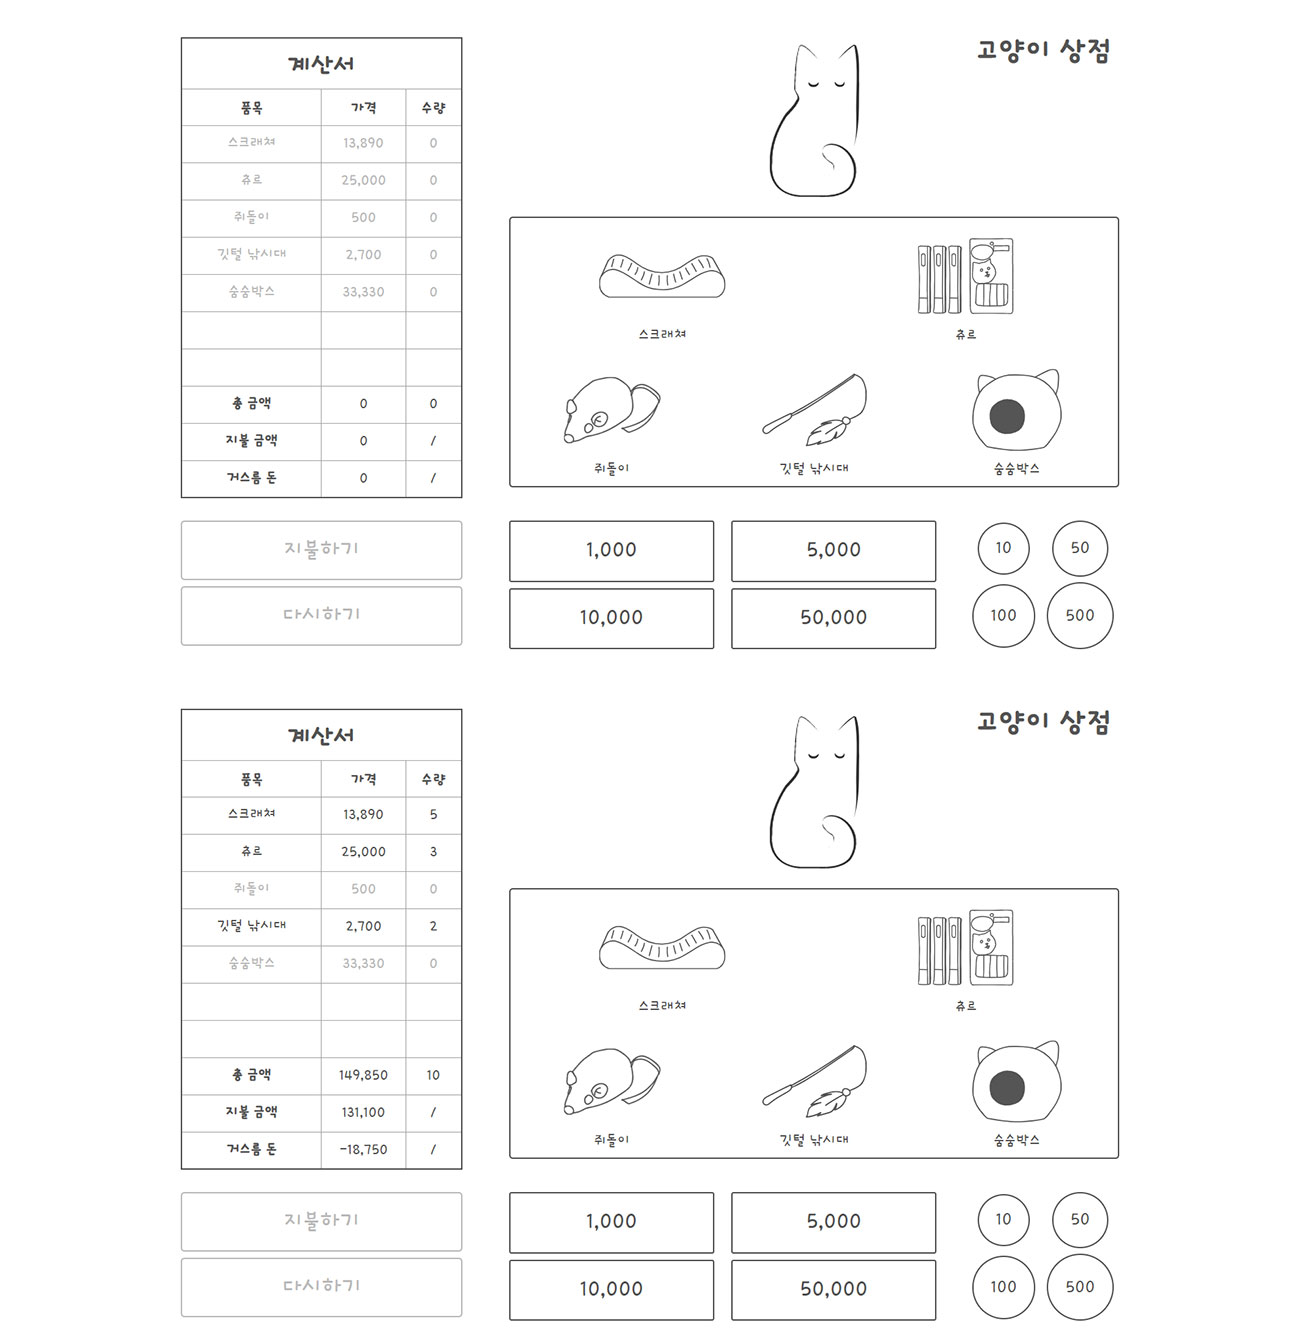 계산서
품목 가격 수량
스크래쳐 13,890 0
츄르 25,000 0
쥐돌이 500 0
깃털 낚시대 2,700 0
숨숨박스 33,330 0
총 금액 0 0
지불 금액 0 /
거스름 돈 0 /
지불하기
다시하기
고양이 상점
스크래쳐 츄르
쥐돌이 깃털 낚시대 숨숨박스
1,000 5,000 10 50
10,000 50,000 100 500
계산서
품목 가격 수량
스크래쳐 13,890 5
츄르 25,000 3
쥐돌이 500 0
깃털 낚시대 2,700 2
숨숨박스 33,330 0
총 금액 149,850 10
지불 금액 131,100 /
거스름 돈 -18,750 /
지불하기
다시하기
고양이 상점
스크래쳐 츄르
쥐돌이 깃털 낚시대 숨숨박스
1,000 5,000 10 50
10,000 50,000 100 500